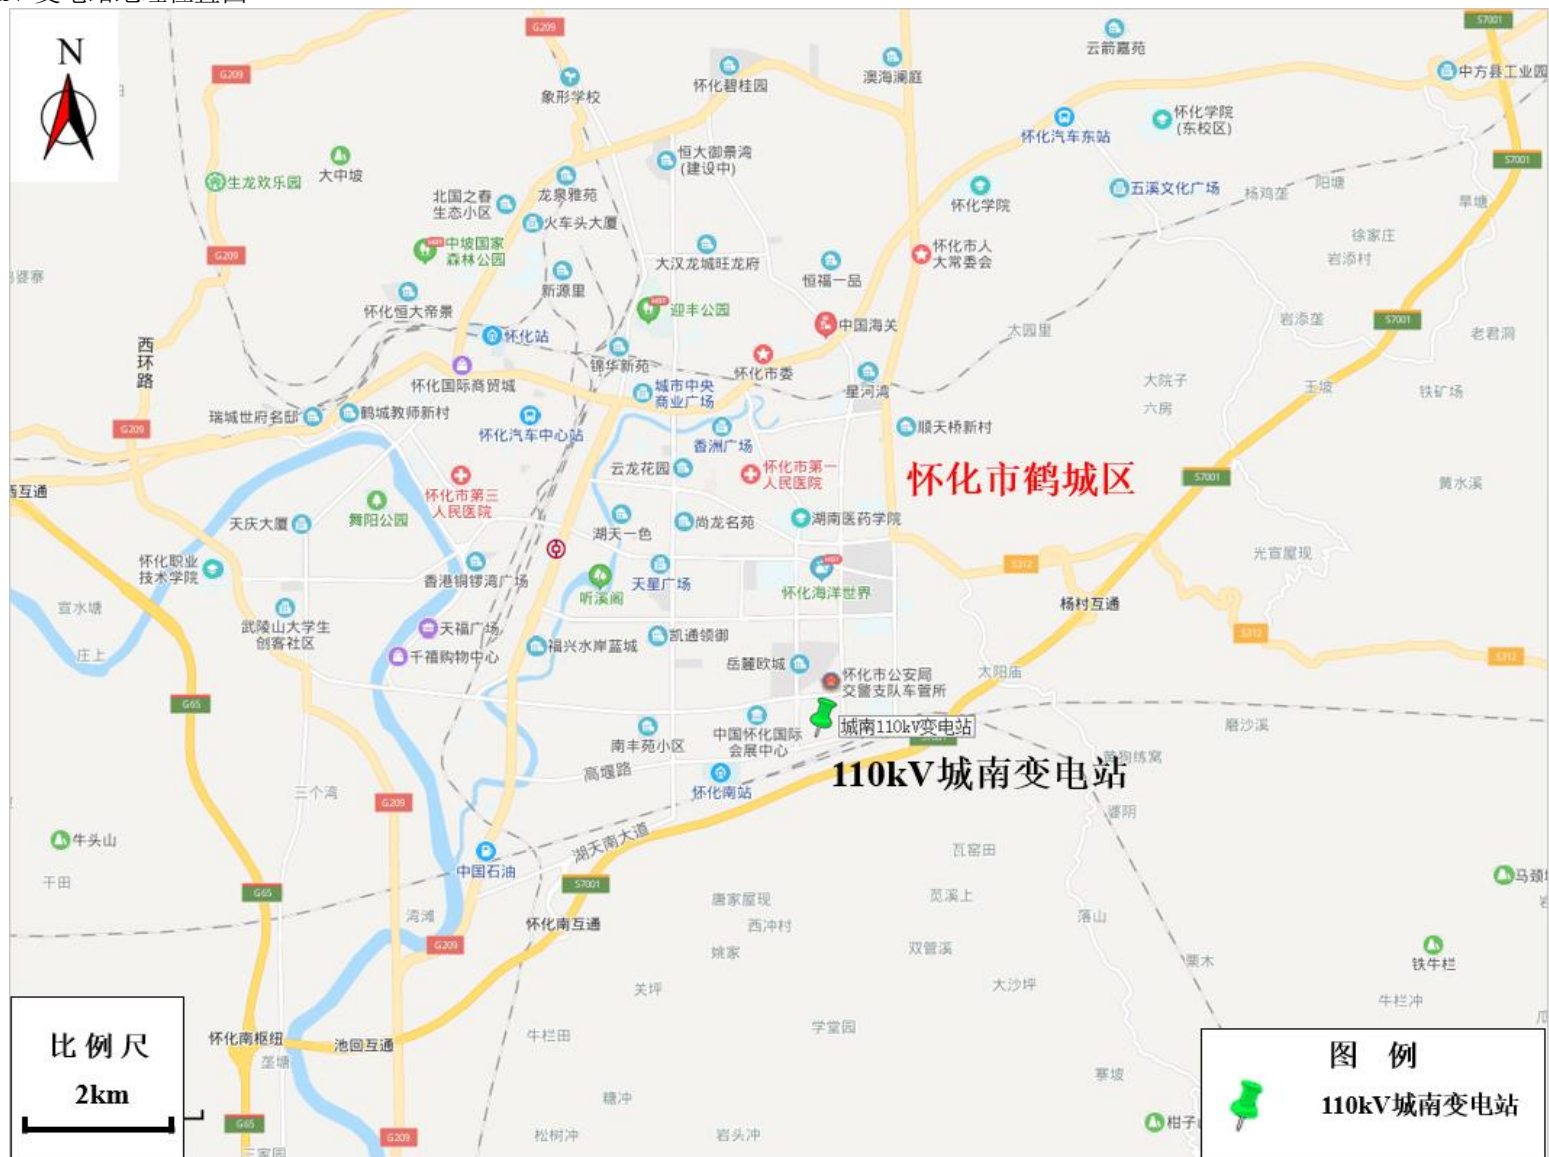 G209
S7001
N
云箭嘉苑
澳海澜庭
怀化碧桂园
中方县工业园
G209
象形学校
怀化学院
(东校区)
怀化汽车东站
恒大御景湾
(建设中)
S7001
大中坡
生龙欢乐园
龙泉雅苑
北国之春
生态小区
五溪文化广场
阳塘
杨鸡垄
旱塘
怀化学院
火车头大厦
徐家庄
中坡国家
森林公园
G209
怀化市人
大常委会
大汉龙城旺龙府
岩添村
婆寨
恒福一品
新源里
怀化恒大帝景
迎丰公园
中国海关
岩添垄
S7001
太园里
老君洞
怀化站
西环路
锦华新苑
怀化市委
怀化国际商贸城
城市中央
商业广场
星河湾
大院子
王坡
铁矿场
六房
瑞城世府名邸
鹤城教师新村
G209
怀化汽车中心站
香洲广场
顺天桥新村
云龙花园
怀化市第一
人民医院
怀化市鹤城区
S7001
黄水溪
西互通
怀化市第三
人民医院
舞阳公园
天庆大厦
湖天一色
尚龙名苑
湖南医药学院
光宣屋现
怀化职业
技术学院
S312
香港铜锣湾广场
听溪阁
天星广场
怀化海洋世界
杨村互通
宣水塘
武陵山大学生
创客社区
天福广场
凯通领御
S312
福兴水岸蓝城
庄上
千禧购物中心
岳麓欧城
S312
怀化市公安局
交警支队车管所
太阳庙
G65
城南110kV变电站
磨沙溪
南丰苑小区
中国怀化国际
会展中心
高堰路
110kV城南变电站
黄狗练窝
怀化南站
三个湾
G209
婆阴
牛头山
湖天南大道
瓦窑田
中国石油
干田
G65
S7001
马颈
唐家屋现
觅溪上
湾滩
怀化南互通
西冲村
落山
G209
姚家
双管溪
铁牛栏
栗木
关坪
大沙坪
牛栏冲
学堂园
怀化南枢纽
池回互通
牛栏田
比例尺
2km
垄塘
图 例
寨坡
糖冲
110kV城南变电站
G65
柑子
G209
松树冲
岩头冲